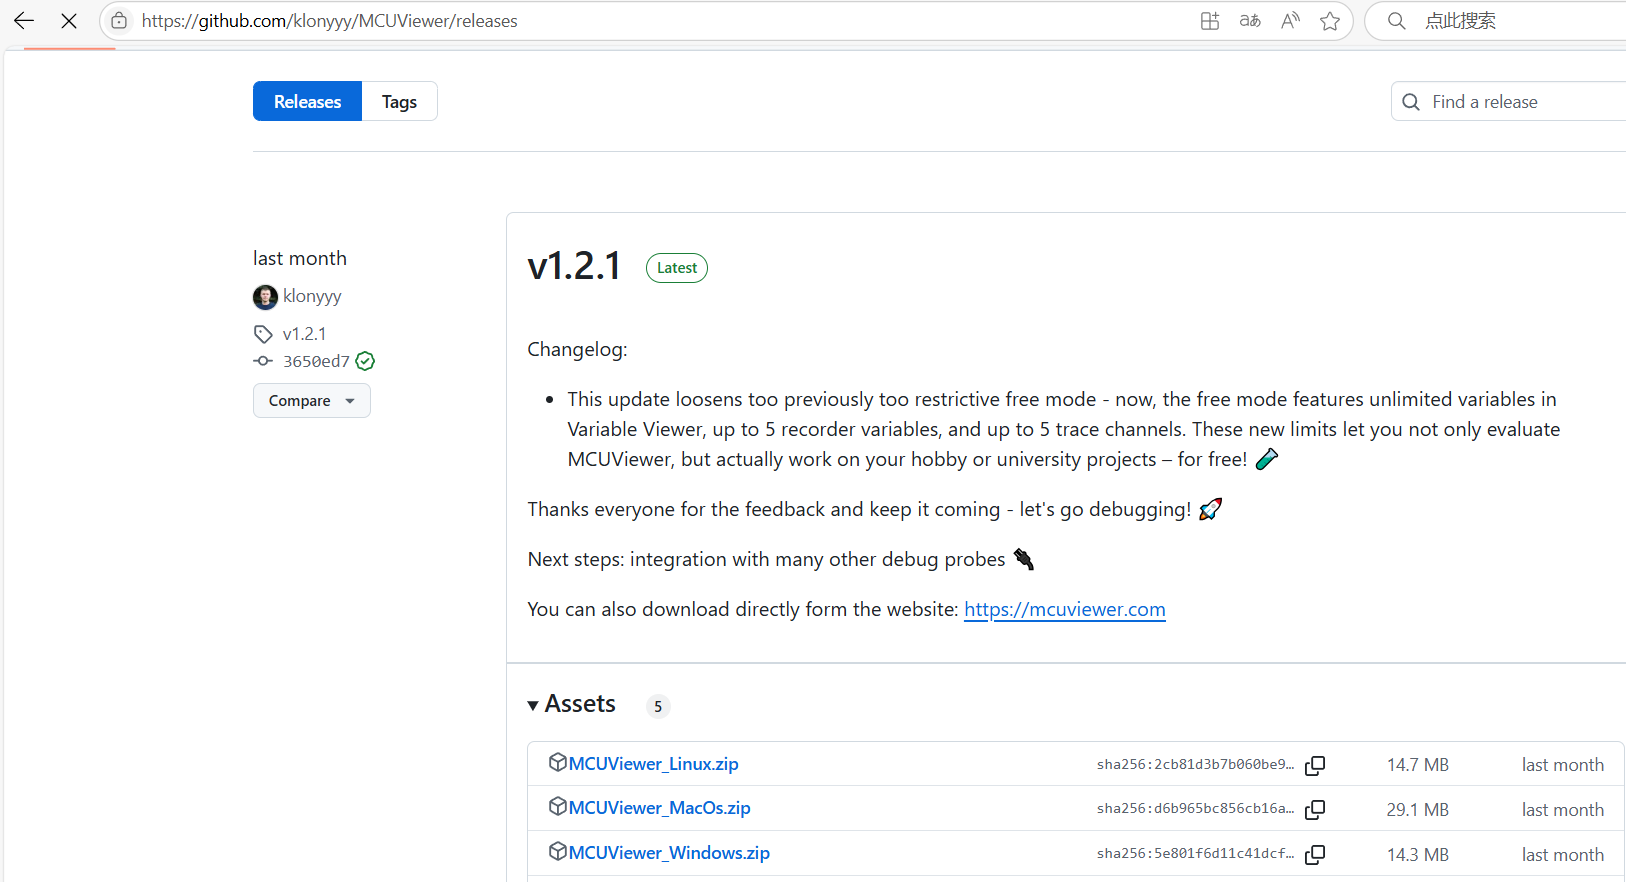 https://github.com/klonyyy/MCUViewer/releases
点此搜索
Releases
Tags
Find a release
last month
klonyyy
v1.2.1
3650ed7
Compare
v1.2.1
Latest
Changelog:
This update loosens too previously too restrictive free mode - now, the free mode features unlimited variables in
Variable Viewer, up to 5 recorder variables, and up to 5 trace channels. These new limits let you not only evaluate
MCUViewer, but actually work on your hobby or university projects – for free! 🧪
Thanks everyone for the feedback and keep it coming - let's go debugging! 🚀
Next steps: integration with many other debug probes 🔌
You can also download directly form the website: https://mcuviewer.com
Assets 5
MCUViewer_Linux.zip sha256:2cb81d3b7b060be9… 14.7 MB last month
MCUViewer_MacOs.zip sha256:d6b965bc856cb16a… 29.1 MB last month
MCUViewer_Windows.zip sha256:5e801f6d11c41dcf… 14.3 MB last month